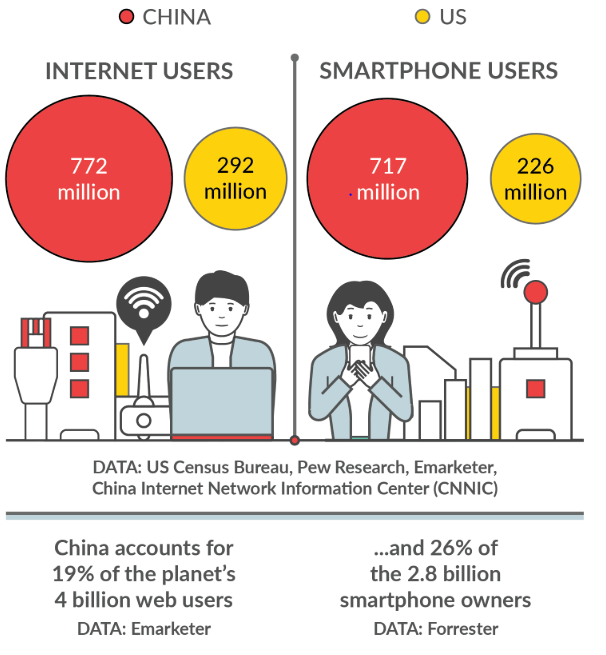 CHINA
US
INTERNET USERS
SMARTPHONE USERS
772
million
292
million
717
million
226
million
DATA: US Census Bureau, Pew Research, Emarketer,
China Internet Network Information Center (CNNIC)
China accounts for
19% of the planet's
4 billion web users
DATA: Emarketer
...and 26% of
the 2.8 billion
smartphone owners
DATA: Forrester